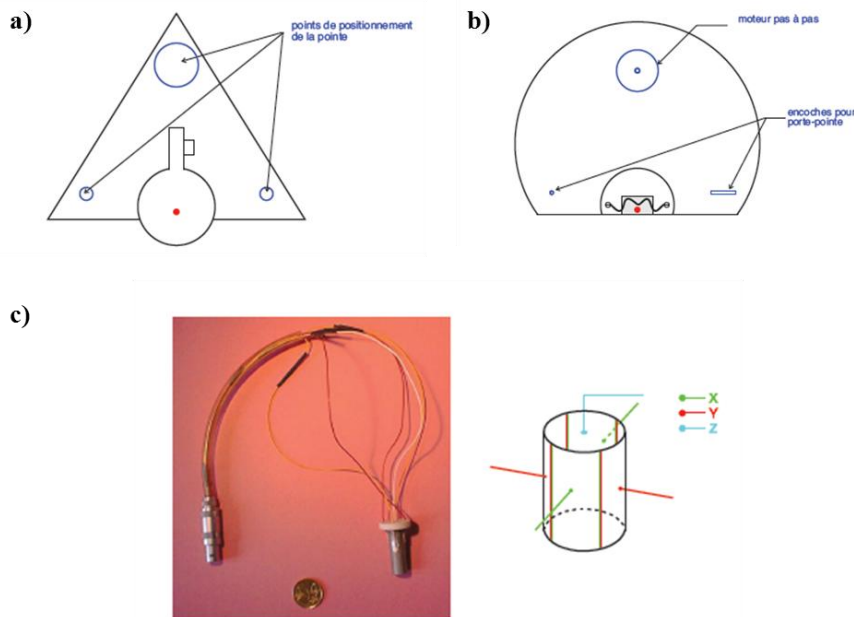 a)
points de positionnement
de la pointe
b)
moteur pas à pas
encoches pour
porte-pointe
c)
X
Y
Z